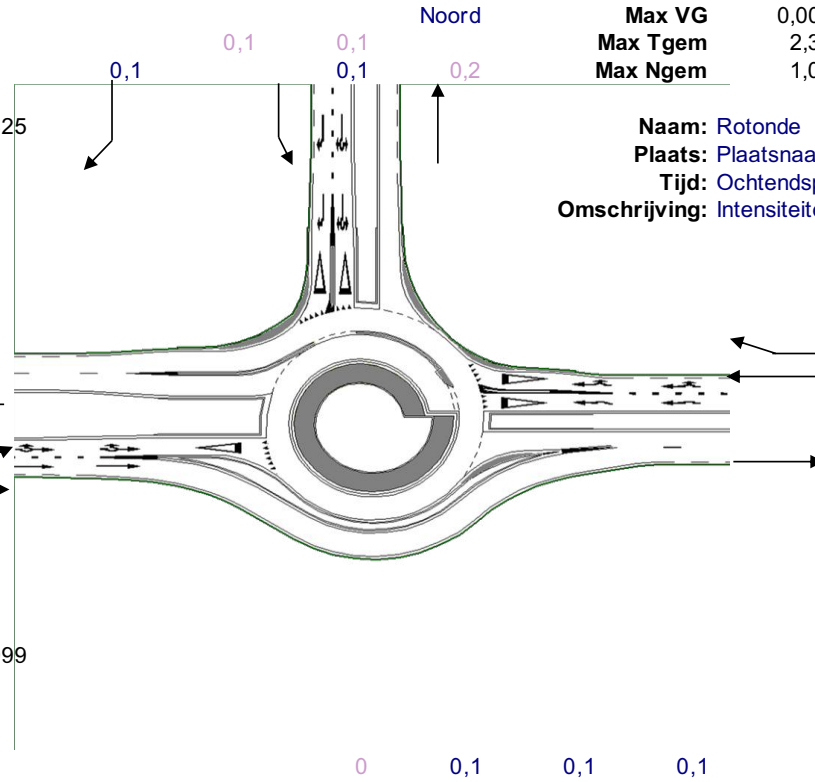 Noord Max VG 0,00
0,1 0,1 Max Tgem 2,3
0,1 0,1 0,2 Max Ngem 1,0
25
Naam: Rotonde
Plaats: Plaatsnaa
Tijd: Ochtendsp
Omschrijving: Intensiteite
99
0 0,1 0,1 0,1